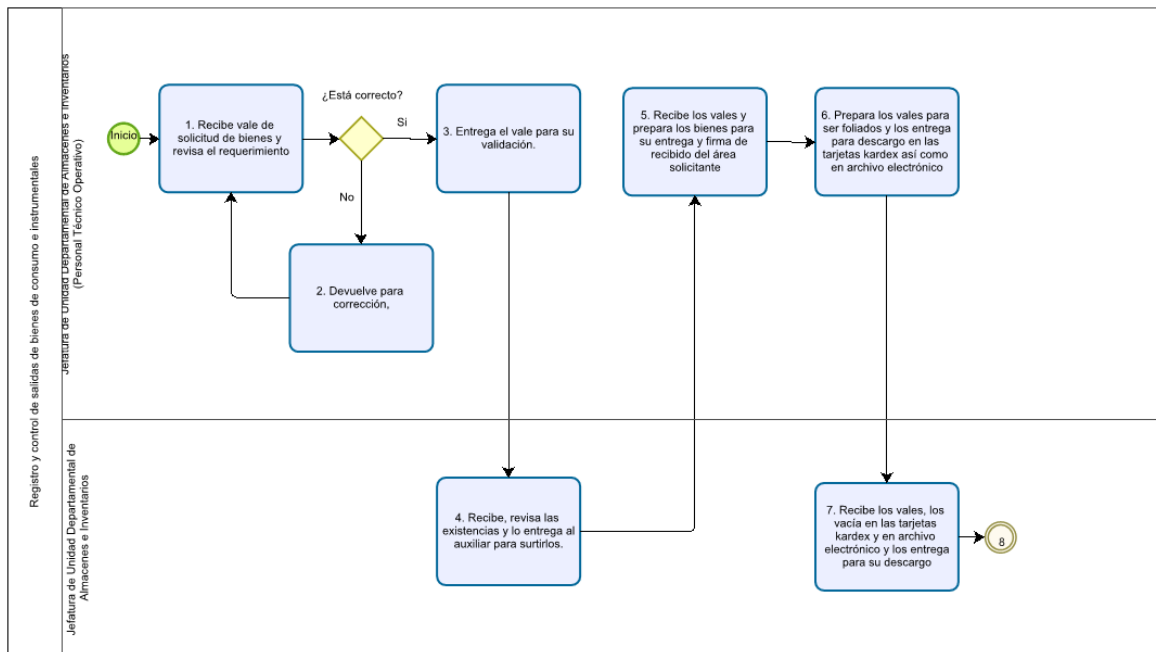 Registro y control de salidas de bienes de consumo e instrumentales
Jefatura de Unidad Departamental de Almacenes e Inventarios
(Personal Técnico Operativo)
Inicio
1. Recibe vale de
solicitud de bienes y
revisa el requerimiento
¿Está correcto?
Si
No
2. Devuelve para
corrección,
3. Entrega el vale para su
validación.
5. Recibe los vales y
prepara los bienes para
su entrega y firma de
recibido del área
solicitante
6. Prepara los vales para
ser foliados y los entrega
para descargo en las
tarjetas kardex así como
en archivo electrónico
Jefatura de Unidad Departamental de
Almacenes e Inventarios
4. Recibe, revisa las
existencias y lo entrega al
auxiliar para surtirlos.
7. Recibe los vales, los
vacía en las tarjetas
kardex y en archivo
electrónico y los entrega
para su descargo
8